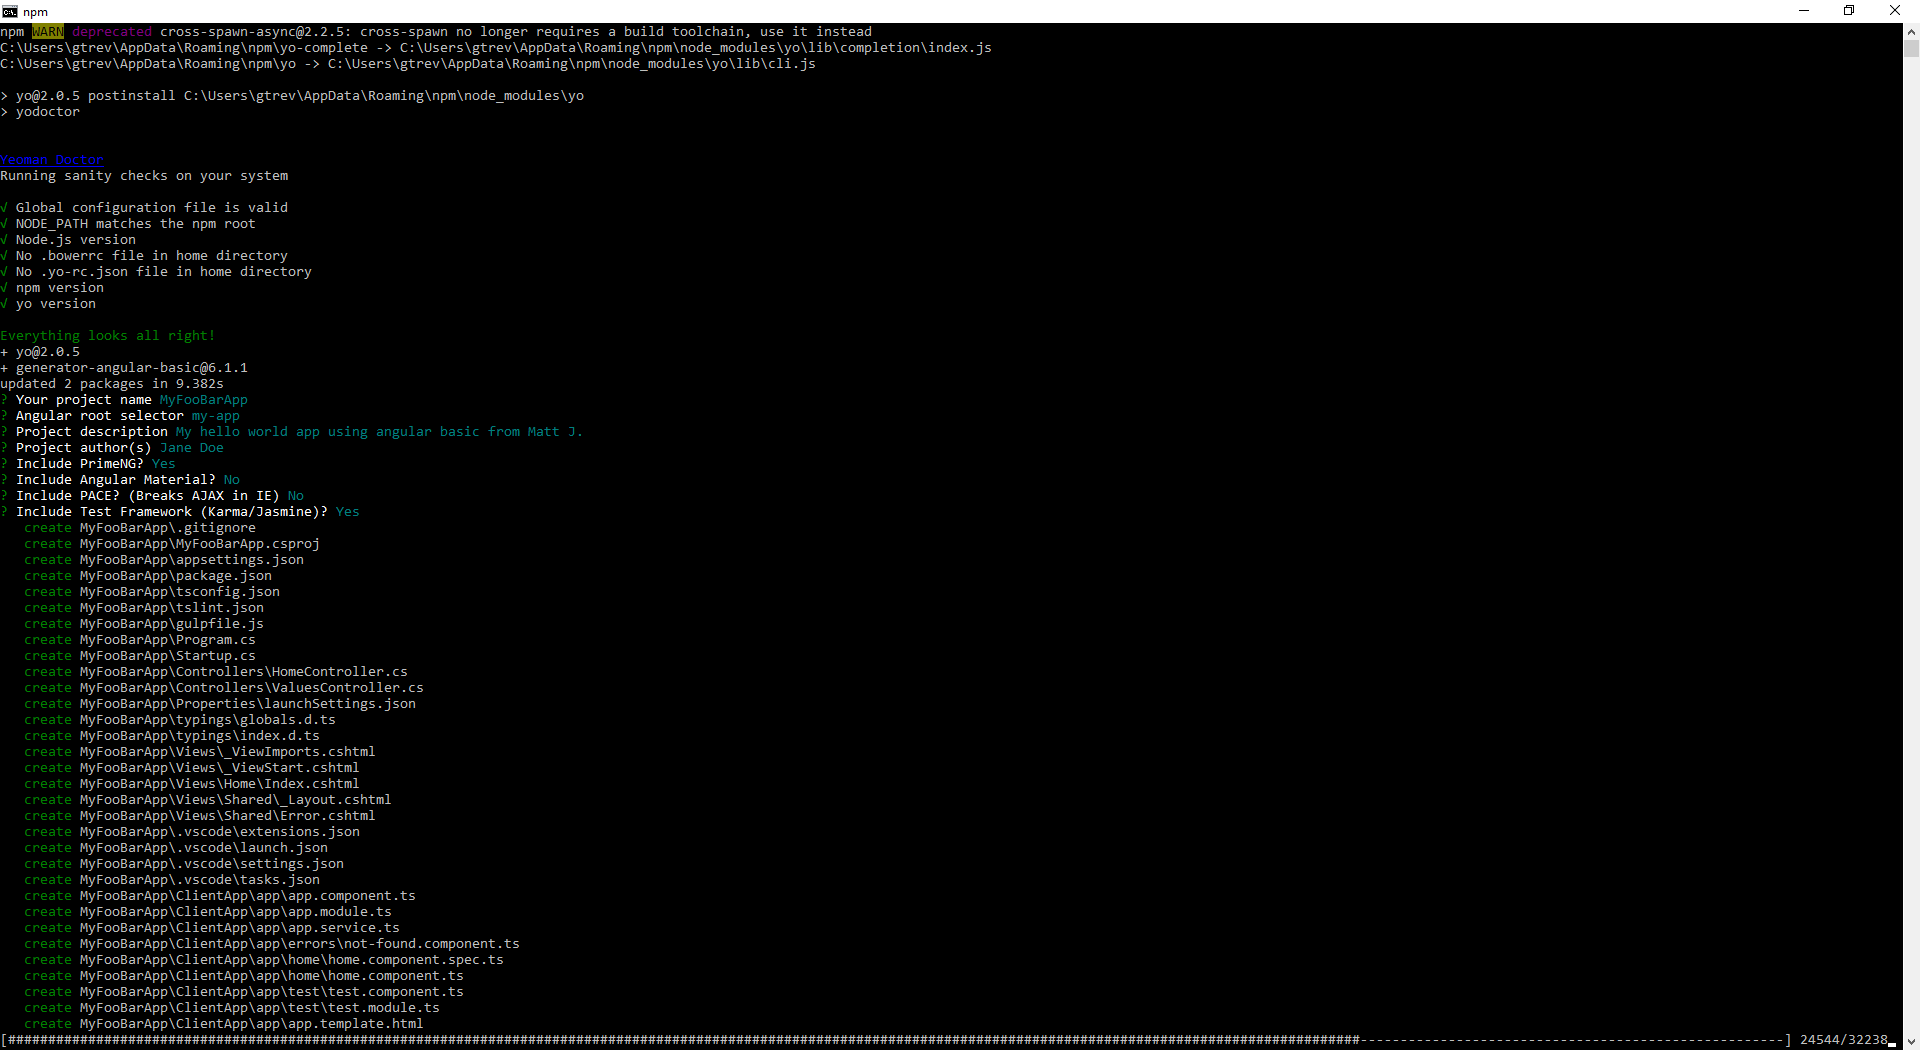 npm
npm WARN deprecated cross-spawn-async@2.2.5: cross-spawn no longer requires a build toolchain, use it instead
C:\Users\gtrev\AppData\Roaming\npm\yo-complete -> C:\Users\gtrev\AppData\Roaming\npm\node_modules\yo\lib\completion\index.js
C:\Users\gtrev\AppData\Roaming\npm\yo -> C:\Users\gtrev\AppData\Roaming\npm\node_modules\yo\lib\cli.js
> yo@2.0.5 postinstall C:\Users\gtrev\AppData\Roaming\npm\node_modules\yo
> yodoctor
Yeoman Doctor
Running sanity checks on your system
√ Global configuration file is valid
√ NODE_PATH matches the npm root
√ Node.js version
√ No .bowerrc file in home directory
√ No .yo-rc.json file in home directory
√ npm version
√ yo version
Everything looks all right!
+ yo@2.0.5
+ generator-angular-basic@6.1.1
updated 2 packages in 9.382s
? Your project name MyFooBarApp
? Angular root selector my-app
? Project description My hello world app using angular basic from Matt J.
? Project author(s) Jane Doe
? Include PrimeNG? Yes
? Include Angular Material? No
? Include PACE? (Breaks AJAX in IE) No
? Include Test Framework (Karma/Jasmine)? Yes
create MyFooBarApp\.gitignore
create MyFooBarApp\MyFooBarApp.csproj
create MyFooBarApp\appsettings.json
create MyFooBarApp\package.json
create MyFooBarApp\tsconfig.json
create MyFooBarApp\tslint.json
create MyFooBarApp\gulpfile.js
create MyFooBarApp\Program.cs
create MyFooBarApp\Startup.cs
create MyFooBarApp\Controllers\HomeController.cs
create MyFooBarApp\Controllers\ValuesController.cs
create MyFooBarApp\Properties\launchSettings.json
create MyFooBarApp\typings\globals.d.ts
create MyFooBarApp\typings\index.d.ts
create MyFooBarApp\Views\_ViewImports.cshtml
create MyFooBarApp\Views\_ViewStart.cshtml
create MyFooBarApp\Views\Home\Index.cshtml
create MyFooBarApp\Views\Shared\_Layout.cshtml
create MyFooBarApp\Views\Shared\Error.cshtml
create MyFooBarApp\.vscode\extensions.json
create MyFooBarApp\.vscode\launch.json
create MyFooBarApp\.vscode\settings.json
create MyFooBarApp\.vscode\tasks.json
create MyFooBarApp\ClientApp\app\app.component.ts
create MyFooBarApp\ClientApp\app\app.module.ts
create MyFooBarApp\ClientApp\app\app.service.ts
create MyFooBarApp\ClientApp\app\errors\not-found.component.ts
create MyFooBarApp\ClientApp\app\home\home.component.spec.ts
create MyFooBarApp\ClientApp\app\home\home.component.ts
create MyFooBarApp\ClientApp\app\test\test.component.ts
create MyFooBarApp\ClientApp\app\test\test.module.ts
create MyFooBarApp\ClientApp\app\app.template.html
24544/32238